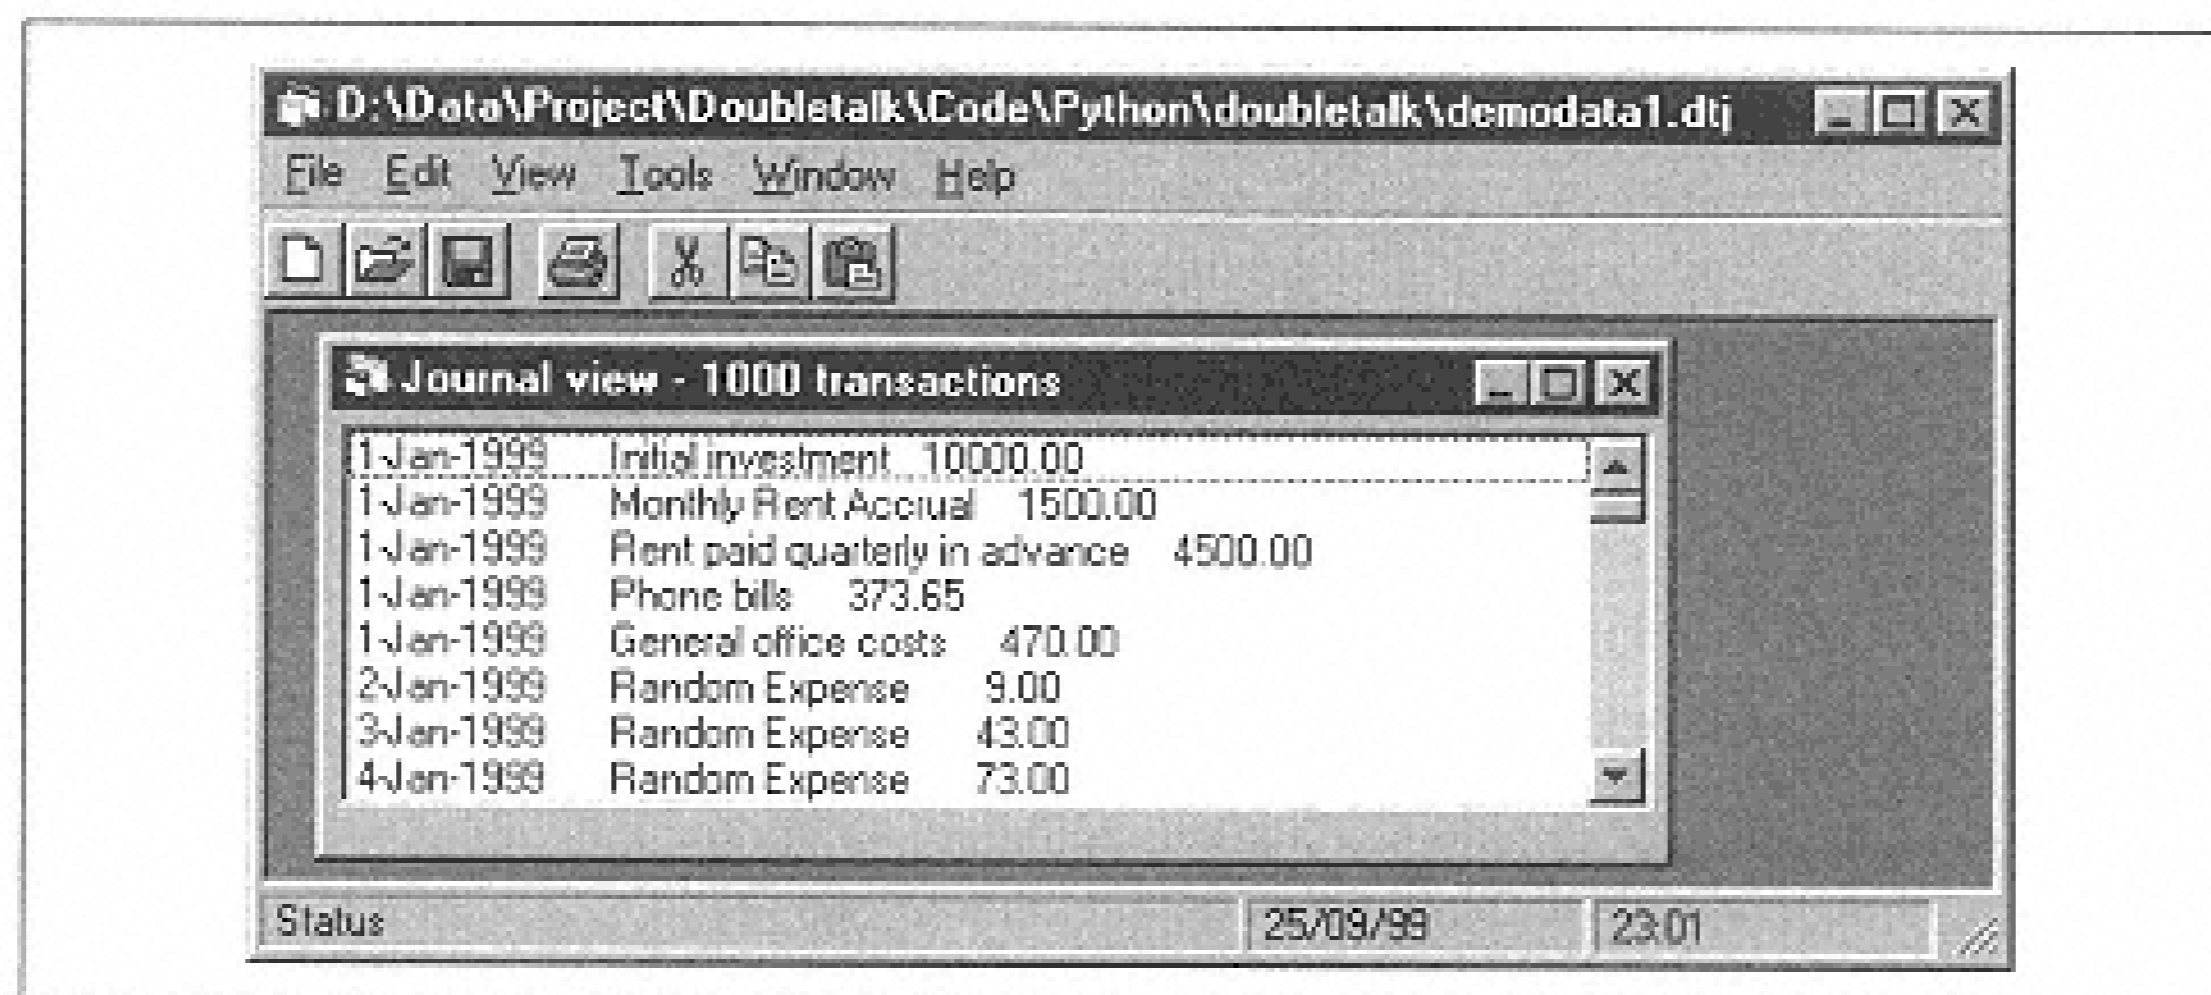 D:\Data\Project\Doubletalk\Code\Python\doubletalk\demodata1.dtj
File Edit View Tools Window Help
Journal view - 1000 transactions
1-Jan-1999 Initial investment 10000.00
1-Jan-1999 Monthly Rent Accrual 1500.00
1-Jan-1999 Rent paid quarterly in advance 4500.00
1-Jan-1999 Phone bills 373.65
1-Jan-1999 General office costs 470.00
2-Jan-1999 Random Expense 9.00
3-Jan-1999 Random Expense 43.00
4-Jan-1999 Random Expense 73.00
Status 25/09/99 23:01